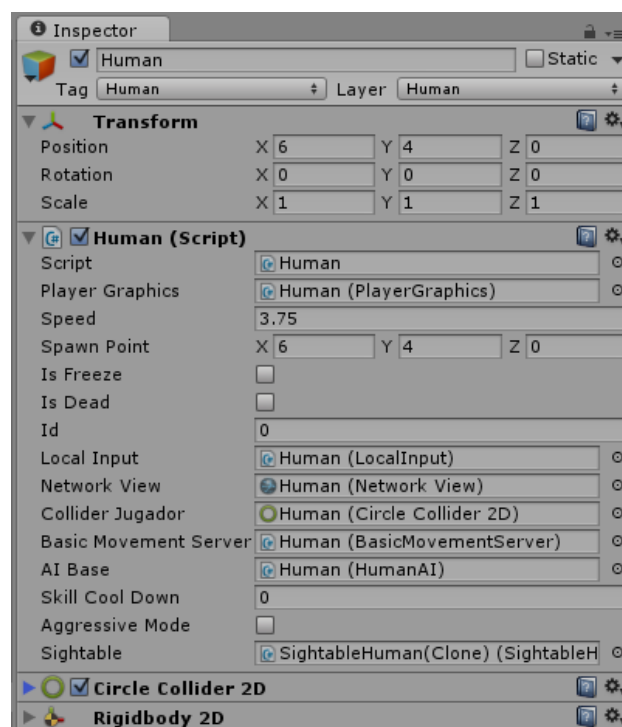 Inspector
Human Static
Tag Human Layer Human
Transform
Position X 6 Y 4 Z 0
Rotation X 0 Y 0 Z 0
Scale X 1 Y 1 Z 1
Human (Script)
Script Human
Player Graphics Human (PlayerGraphics)
Speed 3.75
Spawn Point X 6 Y 4 Z 0
Is Freeze
Is Dead
Id 0
Local Input Human (LocalInput)
Network View Human (Network View)
Collider Jugador Human (Circle Collider 2D)
Basic Movement Server Human (BasicMovementServer)
AI Base Human (HumanAI)
Skill Cool Down 0
Aggressive Mode
Sightable SightableHuman(Clone) (SightableH
Circle Collider 2D
Rigidbody 2D